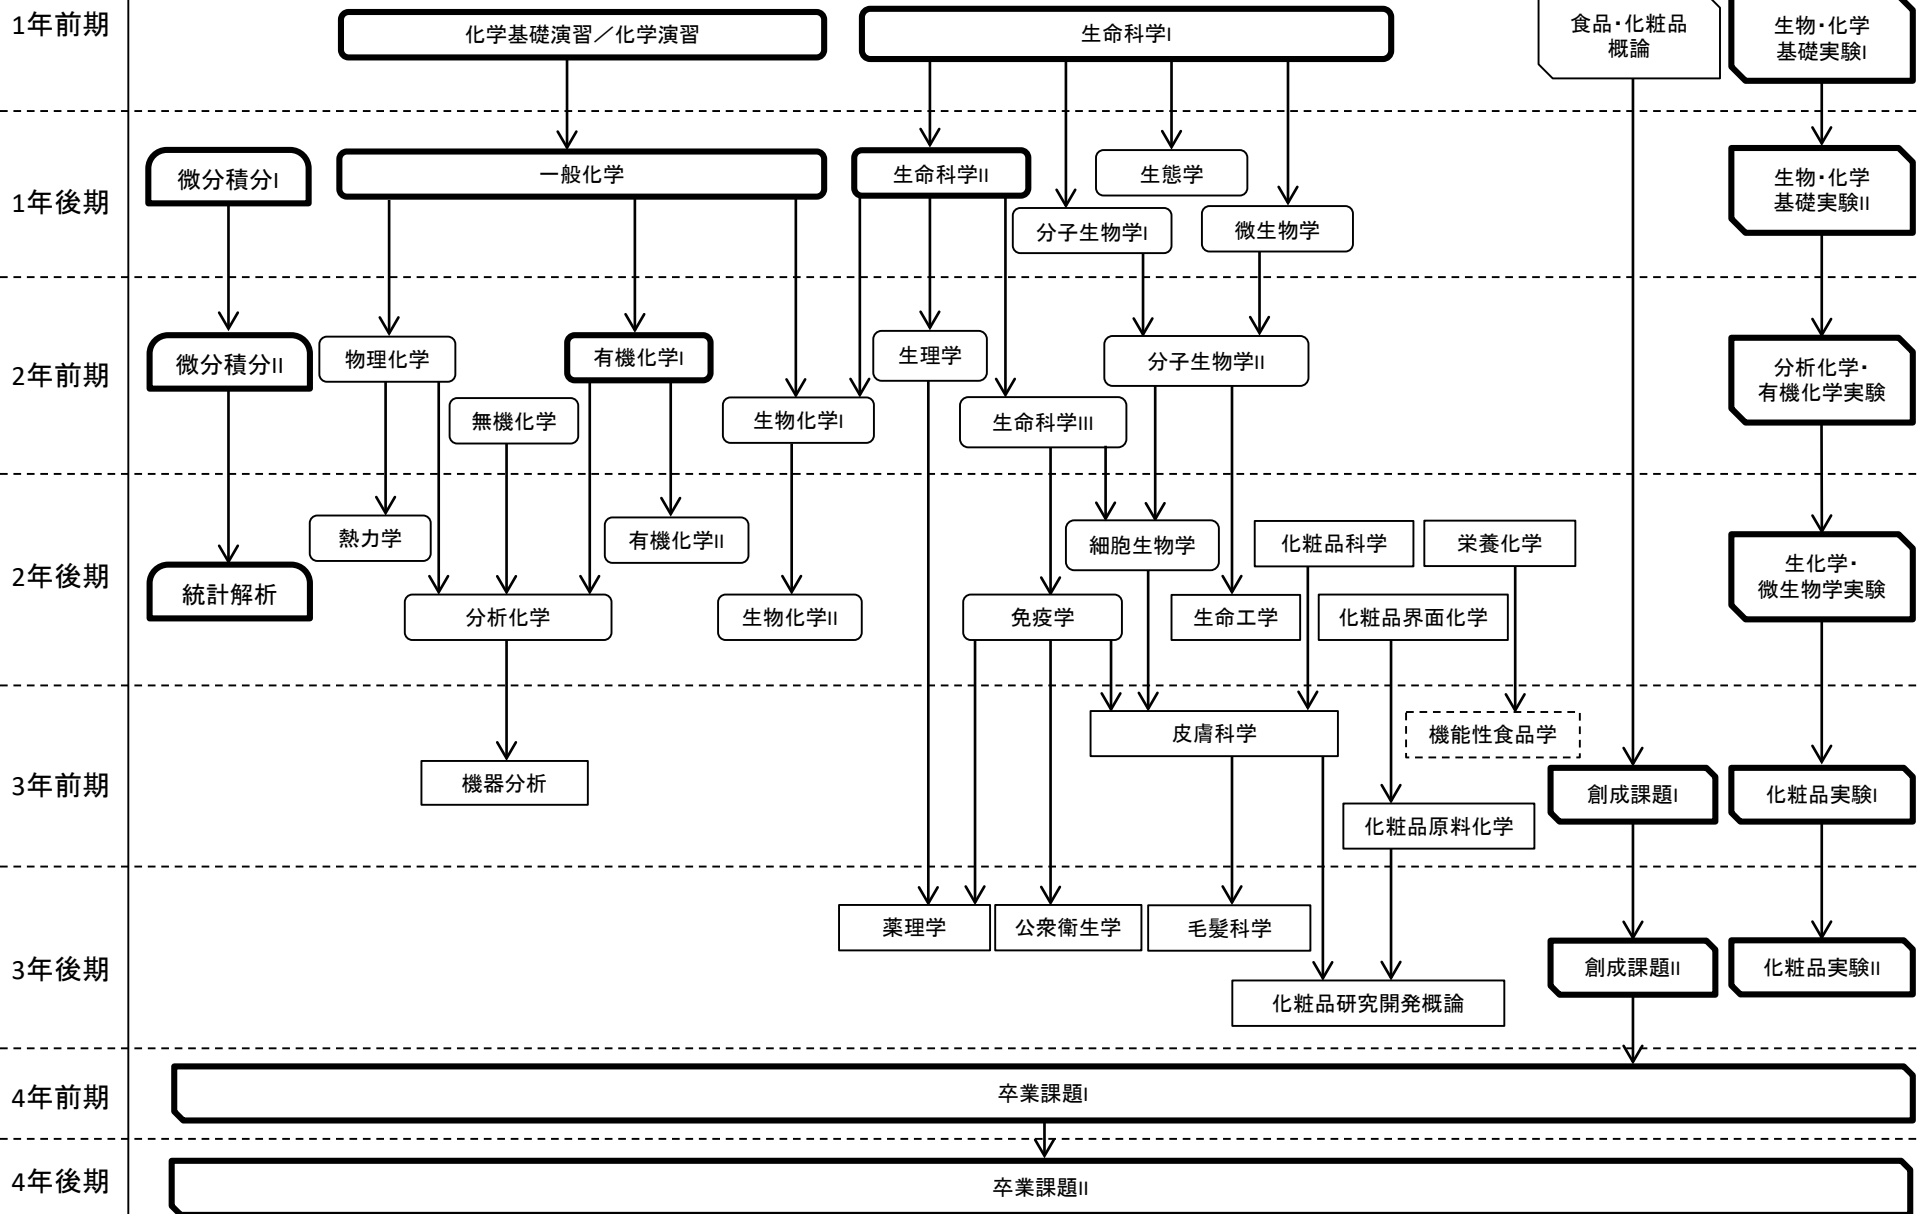 1年前期
化学基礎演習／化学演習
生命科学I
食品・化粧品
概論
生物・化学
基礎実験I
1年後期
微分積分I
一般化学
生命科学II
生態学
分子生物学I
微生物学
生物・化学
基礎実験II
2年前期
微分積分II
物理化学
有機化学I
生理学
分子生物学II
無機化学
生物化学I
生命科学III
分析化学・
有機化学実験
2年後期
熱力学
有機化学II
細胞生物学
化粧品科学
栄養化学
統計解析
分析化学
生物化学II
免疫学
生命工学
化粧品界面化学
生化学・
微生物学実験
3年前期
皮膚科学
機能性食品学
機器分析
創成課題I
化粧品実験I
化粧品原料化学
3年後期
薬理学
公衆衛生学
毛髪科学
創成課題II
化粧品実験II
化粧品研究開発概論
4年前期
卒業課題I
4年後期
卒業課題II